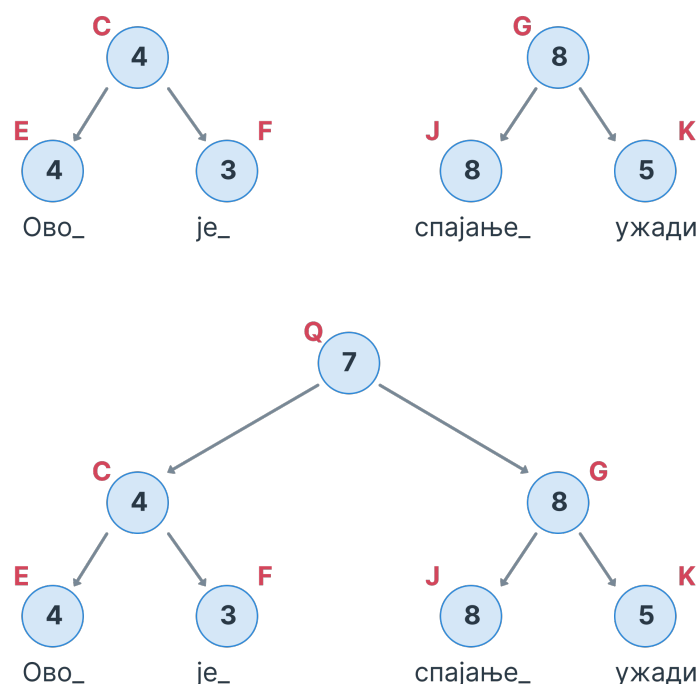 C G
4 8
E F J K
4 3 8 5
Ово_ је_ спајање_ ужади
Q
7
C G
4 8
E F J K
4 3 8 5
Ово_ је_ спајање_ ужади